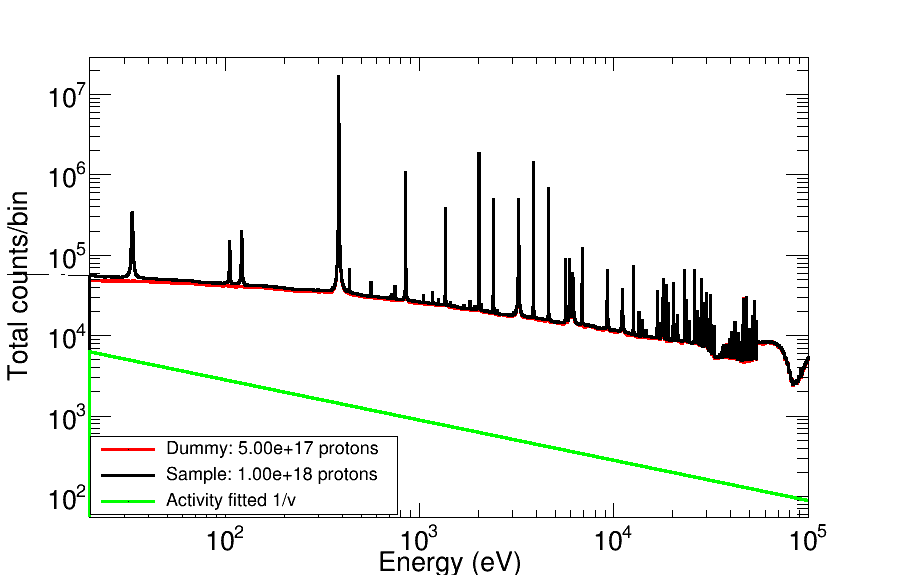 Total counts/bin
10^7
10^6
10^5
10^4
10^3
10^2
Dummy: 5.00e+17 protons
Sample: 1.00e+18 protons
Activity fitted 1/v
10^2 10^3 10^4 10^5
Energy (eV)